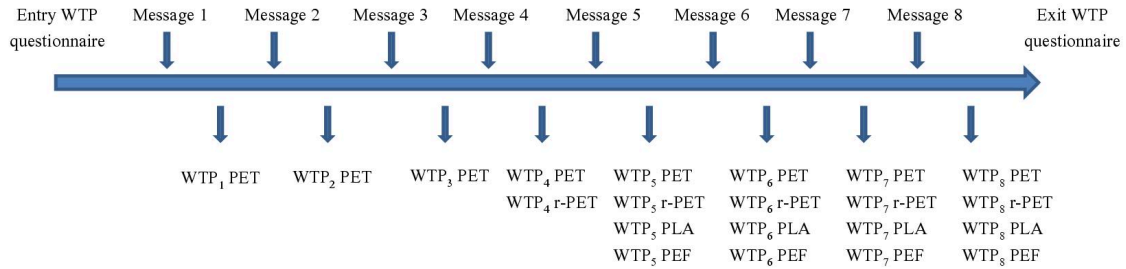 Entry WTP
questionnaire
Message 1
Message 2
Message 3
Message 4
Message 5
Message 6
Message 7
Message 8
Exit WTP
questionnaire
WTP₁ PET
WTP₂ PET
WTP₃ PET
WTP₄ PET
WTP₄ r-PET
WTP₅ PET
WTP₅ r-PET
WTP₅ PLA
WTP₅ PEF
WTP₆ PET
WTP₆ r-PET
WTP₆ PLA
WTP₆ PEF
WTP₇ PET
WTP₇ r-PET
WTP₇ PLA
WTP₇ PEF
WTP₈ PET
WTP₈ r-PET
WTP₈ PLA
WTP₈ PEF